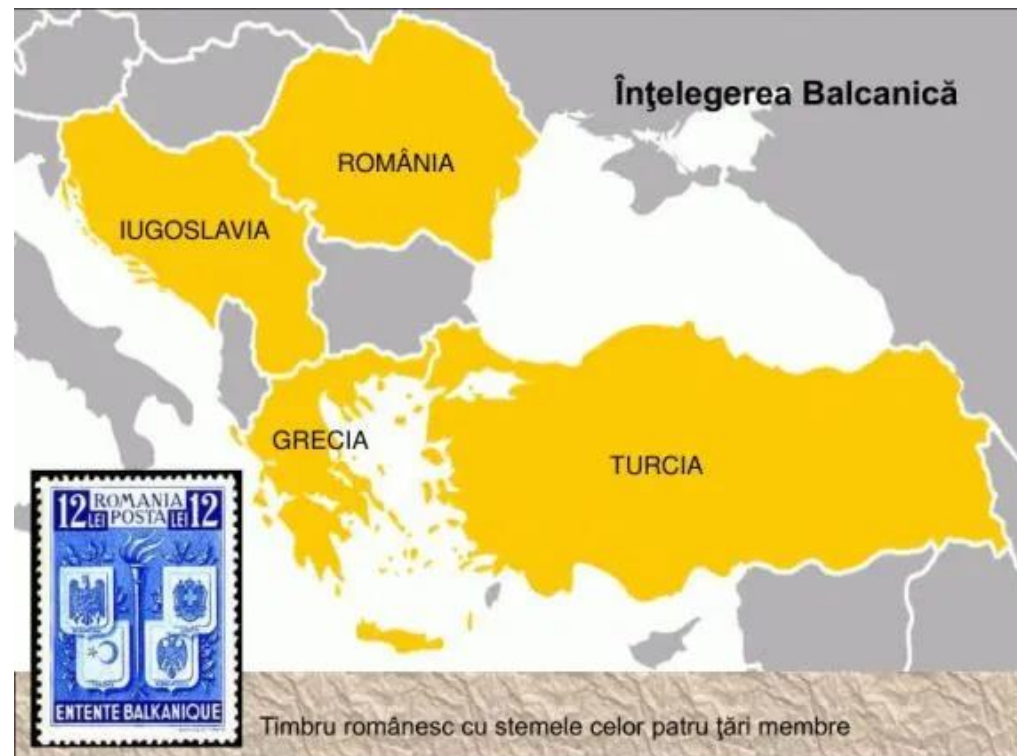 Înţelegerea Balcanică
ROMÂNIA
IUGOSLAVIA
GRECIA
TURCIA
12 LEI ROMANIA POSTA LEI 12
ENTENTE BALKANIQUE
Timbru românesc cu stemele celor patru ţări membre